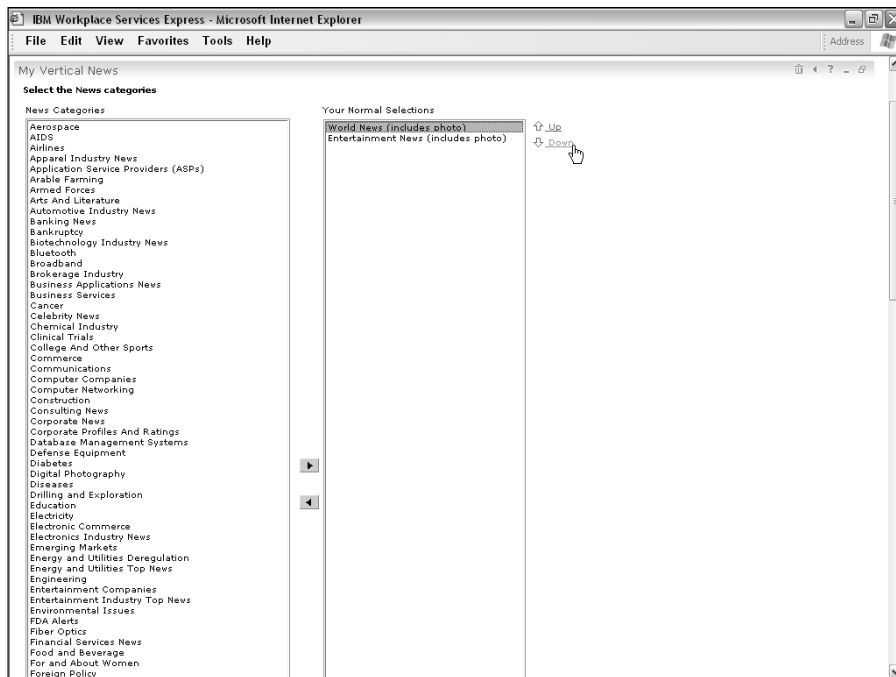 IBM Workplace Services Express - Microsoft Internet Explorer
File Edit View Favorites Tools Help
Address
My Vertical News
?
Select the News categories
News Categories
Your Normal Selections
Aerospace
AIDS
Airlines
Apparel Industry News
Application Service Providers (ASPs)
Arable Farming
Armed Forces
Arts And Literature
Automotive Industry News
Banking News
Bankruptcy
Biotechnology Industry News
Bluetooth
Broadband
Brokerage Industry
Business Applications News
Business Services
Cancer
Celebrity News
Chemical Industry
Clinical Trials
College And Other Sports
Commerce
Communications
Computer Companies
Computer Networking
Construction
Consulting News
Corporate News
Corporate Profiles And Ratings
Database Management Systems
Defense Equipment
Diabetes
Digital Photography
Diseases
Drilling and Exploration
Education
Electricity
Electronic Commerce
Electronics Industry News
Emerging Markets
Energy and Utilities Deregulation
Energy and Utilities Top News
Engineering
Entertainment Companies
Entertainment Industry Top News
Environmental Issues
FDA Alerts
Fiber Optics
Financial Services News
Food and Beverage
For and About Women
Foreign Policy
World News (includes photo)
Entertainment News (includes photo)
Up
Down